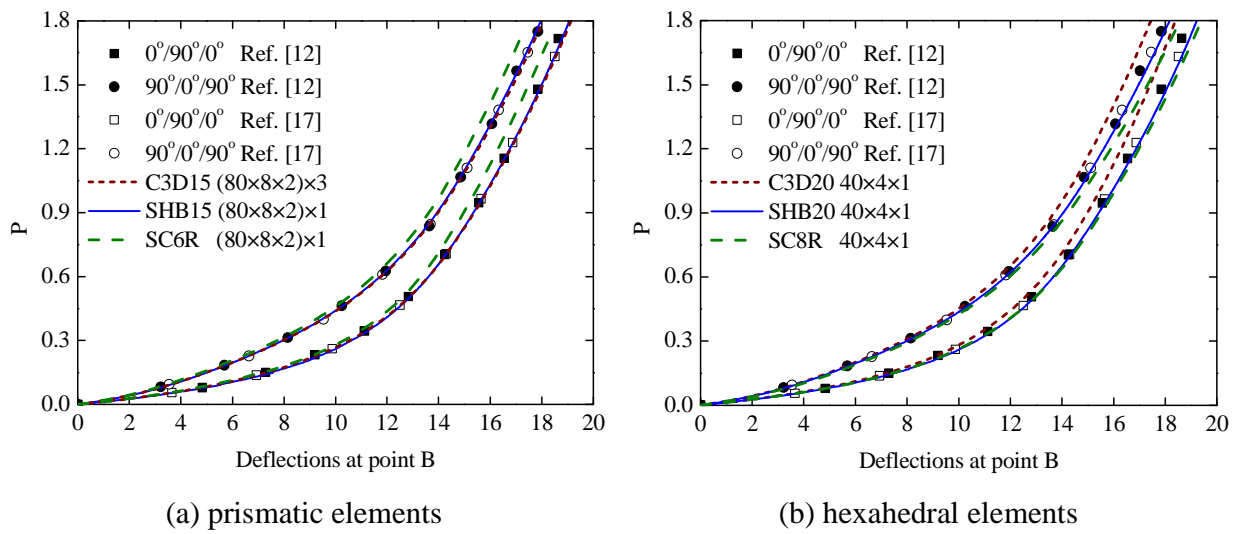 1.8
1.5
1.2
0.9
0.6
0.3
0.0
P
0°/90°/0° Ref. [12]
90°/0°/90° Ref. [12]
0°/90°/0° Ref. [17]
90°/0°/90° Ref. [17]
C3D15 (80×8×2)×3
SHB15 (80×8×2)×1
SC6R (80×8×2)×1
0 2 4 6 8 10 12 14 16 18 20
Deflections at point B
(a) prismatic elements
1.8
1.5
1.2
0.9
0.6
0.3
0.0
P
0°/90°/0° Ref. [12]
90°/0°/90° Ref. [12]
0°/90°/0° Ref. [17]
90°/0°/90° Ref. [17]
C3D20 40×4×1
SHB20 40×4×1
SC8R 40×4×1
0 2 4 6 8 10 12 14 16 18 20
Deflections at point B
(b) hexahedral elements